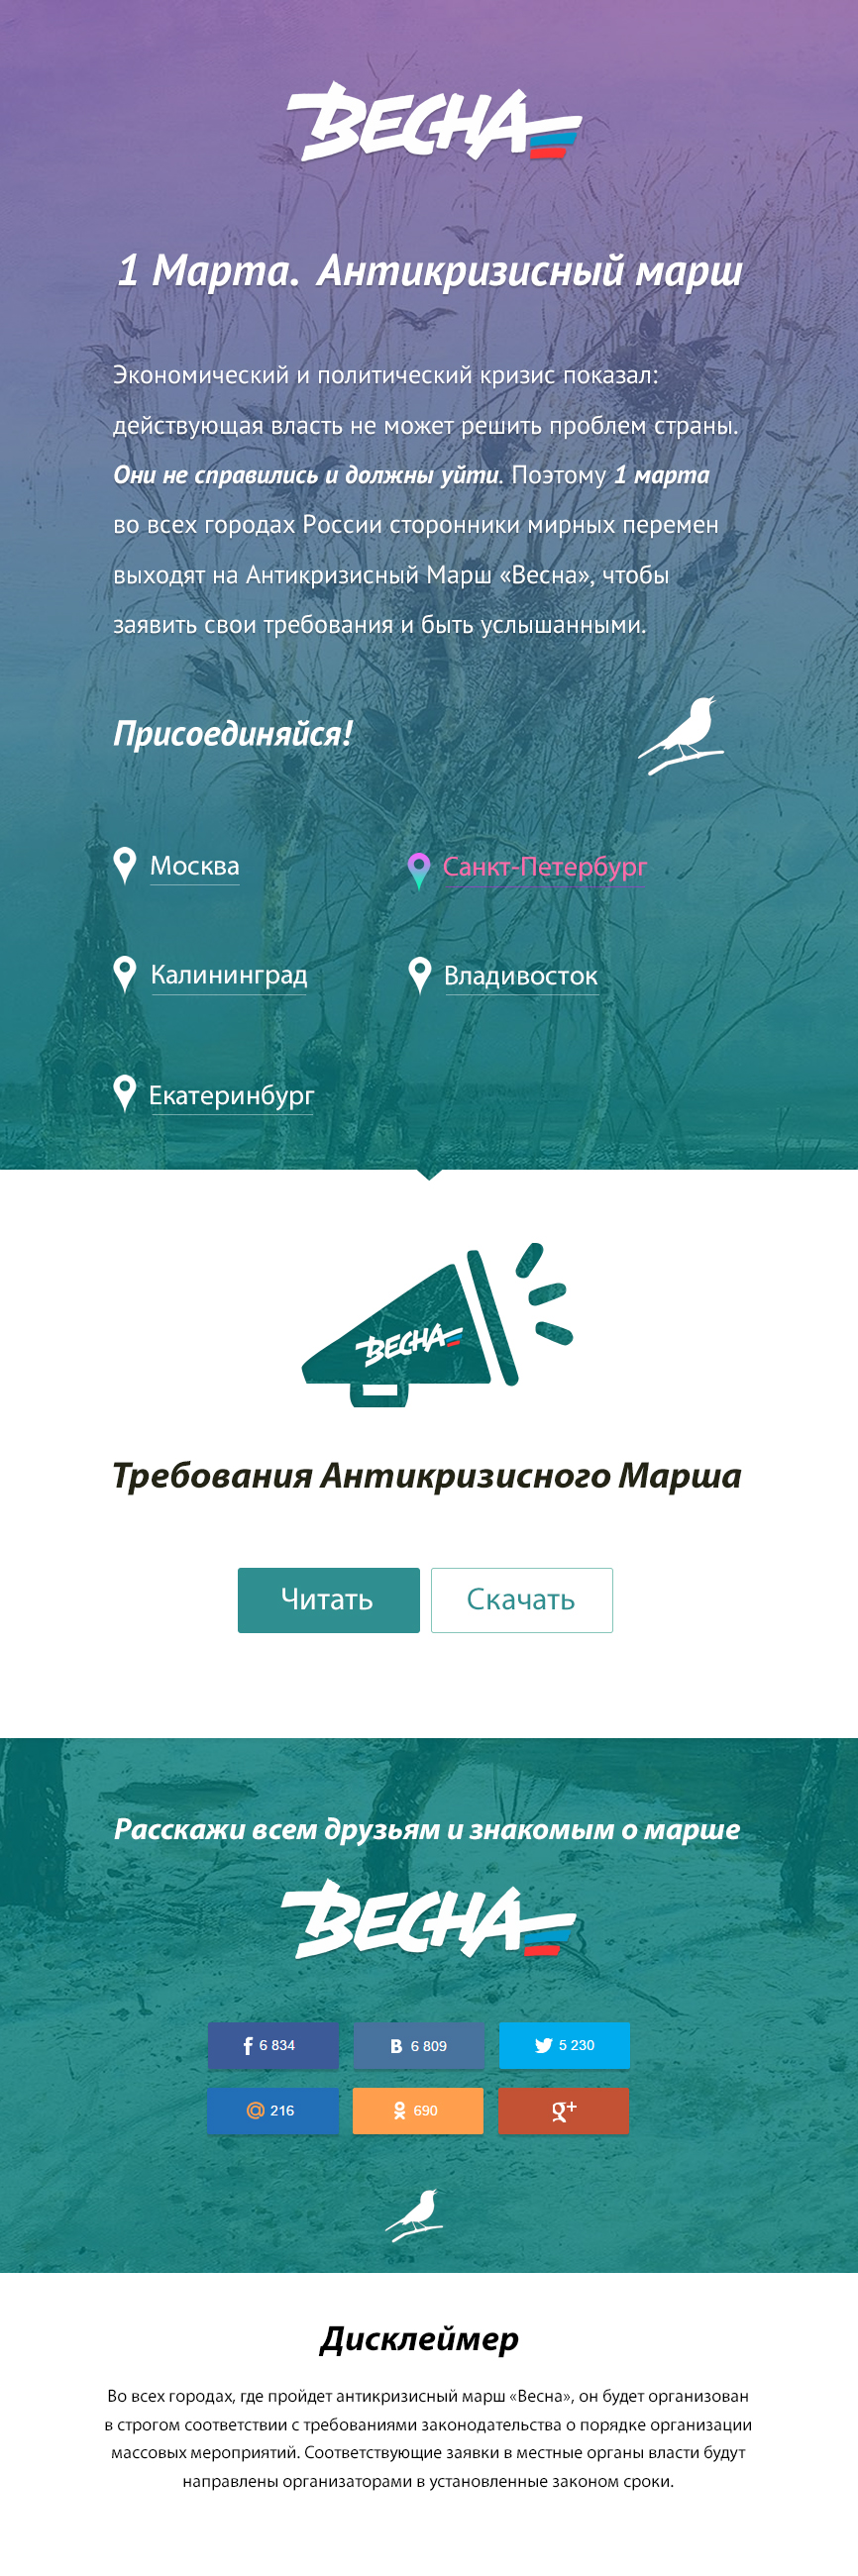 ВЕСНА
1 Марта. Антикризисный марш
Экономический и политический кризис показал:
действующая власть не может решить проблем страны.
Они не справились и должны уйти. Поэтому 1 марта
во всех городах России сторонники мирных перемен
выходят на Антикризисный Марш «Весна», чтобы
заявить свои требования и быть услышанными.
Присоединяйся!
Москва
Санкт-Петербург
Калининград
Владивосток
Екатеринбург
ВЕСНА
Требования Антикризисного Марша
Читать
Скачать
Расскажи всем друзьям и знакомым о марше
ВЕСНА
f 6 834
В 6 809
5 230
@ 216
690
g+
Дисклеймер
Во всех городах, где пройдет антикризисный марш «Весна», он будет организован
в строгом соответствии с требованиями законодательства о порядке организации
массовых мероприятий. Соответствующие заявки в местные органы власти будут
направлены организаторами в установленные законом сроки.